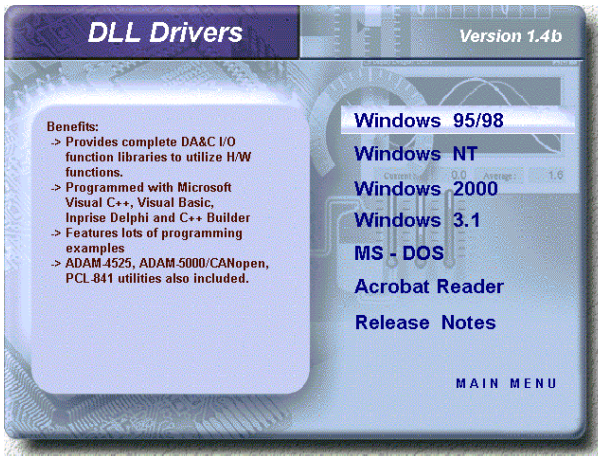 DLL Drivers
Version 1.4b
Benefits:
-> Provides complete DA&C I/O
function libraries to utilize H/W
functions.
-> Programmed with Microsoft
Visual C++, Visual Basic,
Inprise Delphi and C++ Builder
-> Features lots of programming
examples
-> ADAM-4525, ADAM-5000/CANopen,
PCL-841 utilities also included.
Windows 95/98
Windows NT
0.0 Average: 1.6
Windows 2000
Windows 3.1
MS - DOS
Acrobat Reader
Release Notes
MAIN MENU